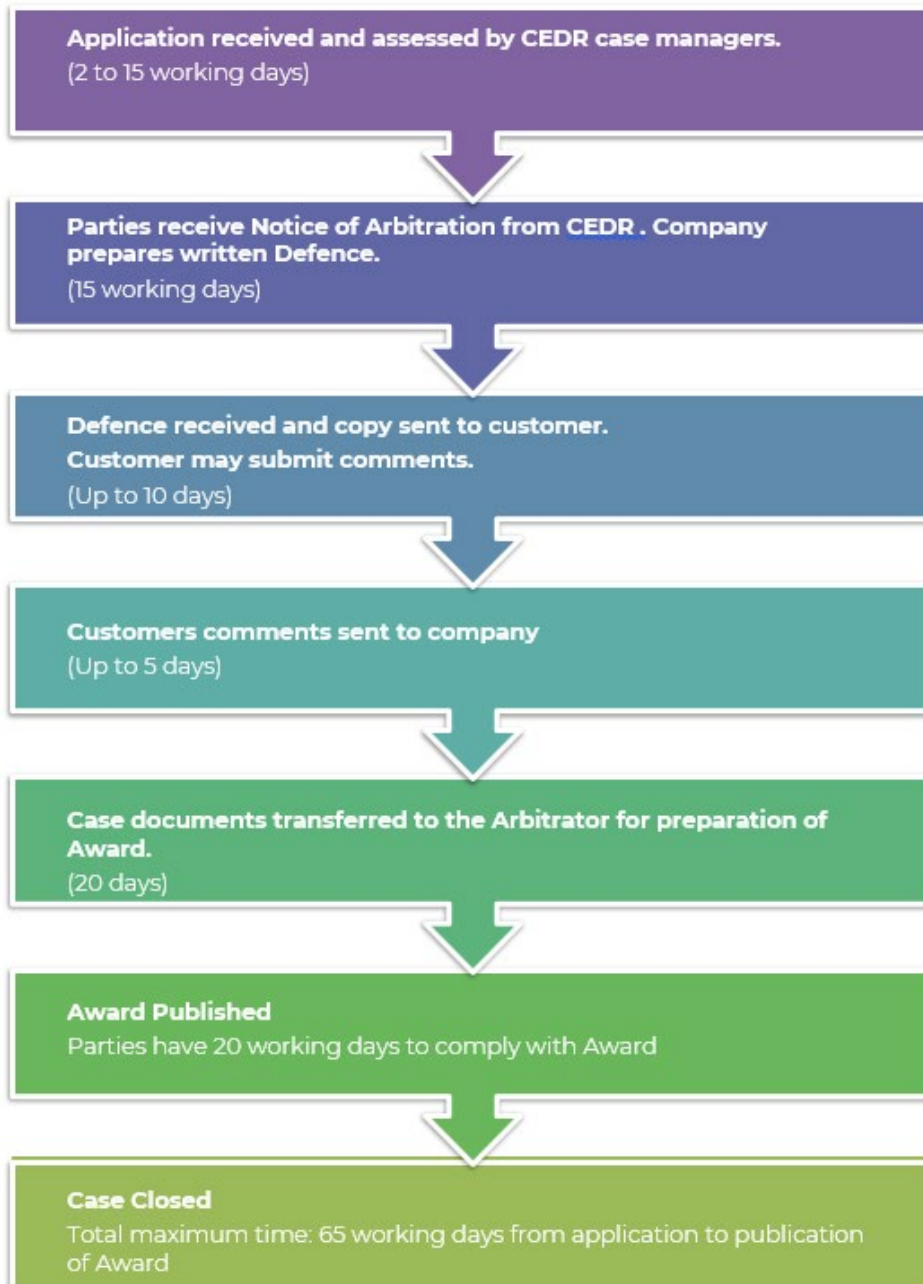 Application received and assessed by CEDR case managers.
(2 to 15 working days)
Parties receive Notice of Arbitration from CEDR . Company
prepares written Defence.
(15 working days)
Defence received and copy sent to customer.
Customer may submit comments.
(Up to 10 days)
Customers comments sent to company
(Up to 5 days)
Case documents transferred to the Arbitrator for preparation of
Award.
(20 days)
Award Published
Parties have 20 working days to comply with Award
Case Closed
Total maximum time: 65 working days from application to publication
of Award